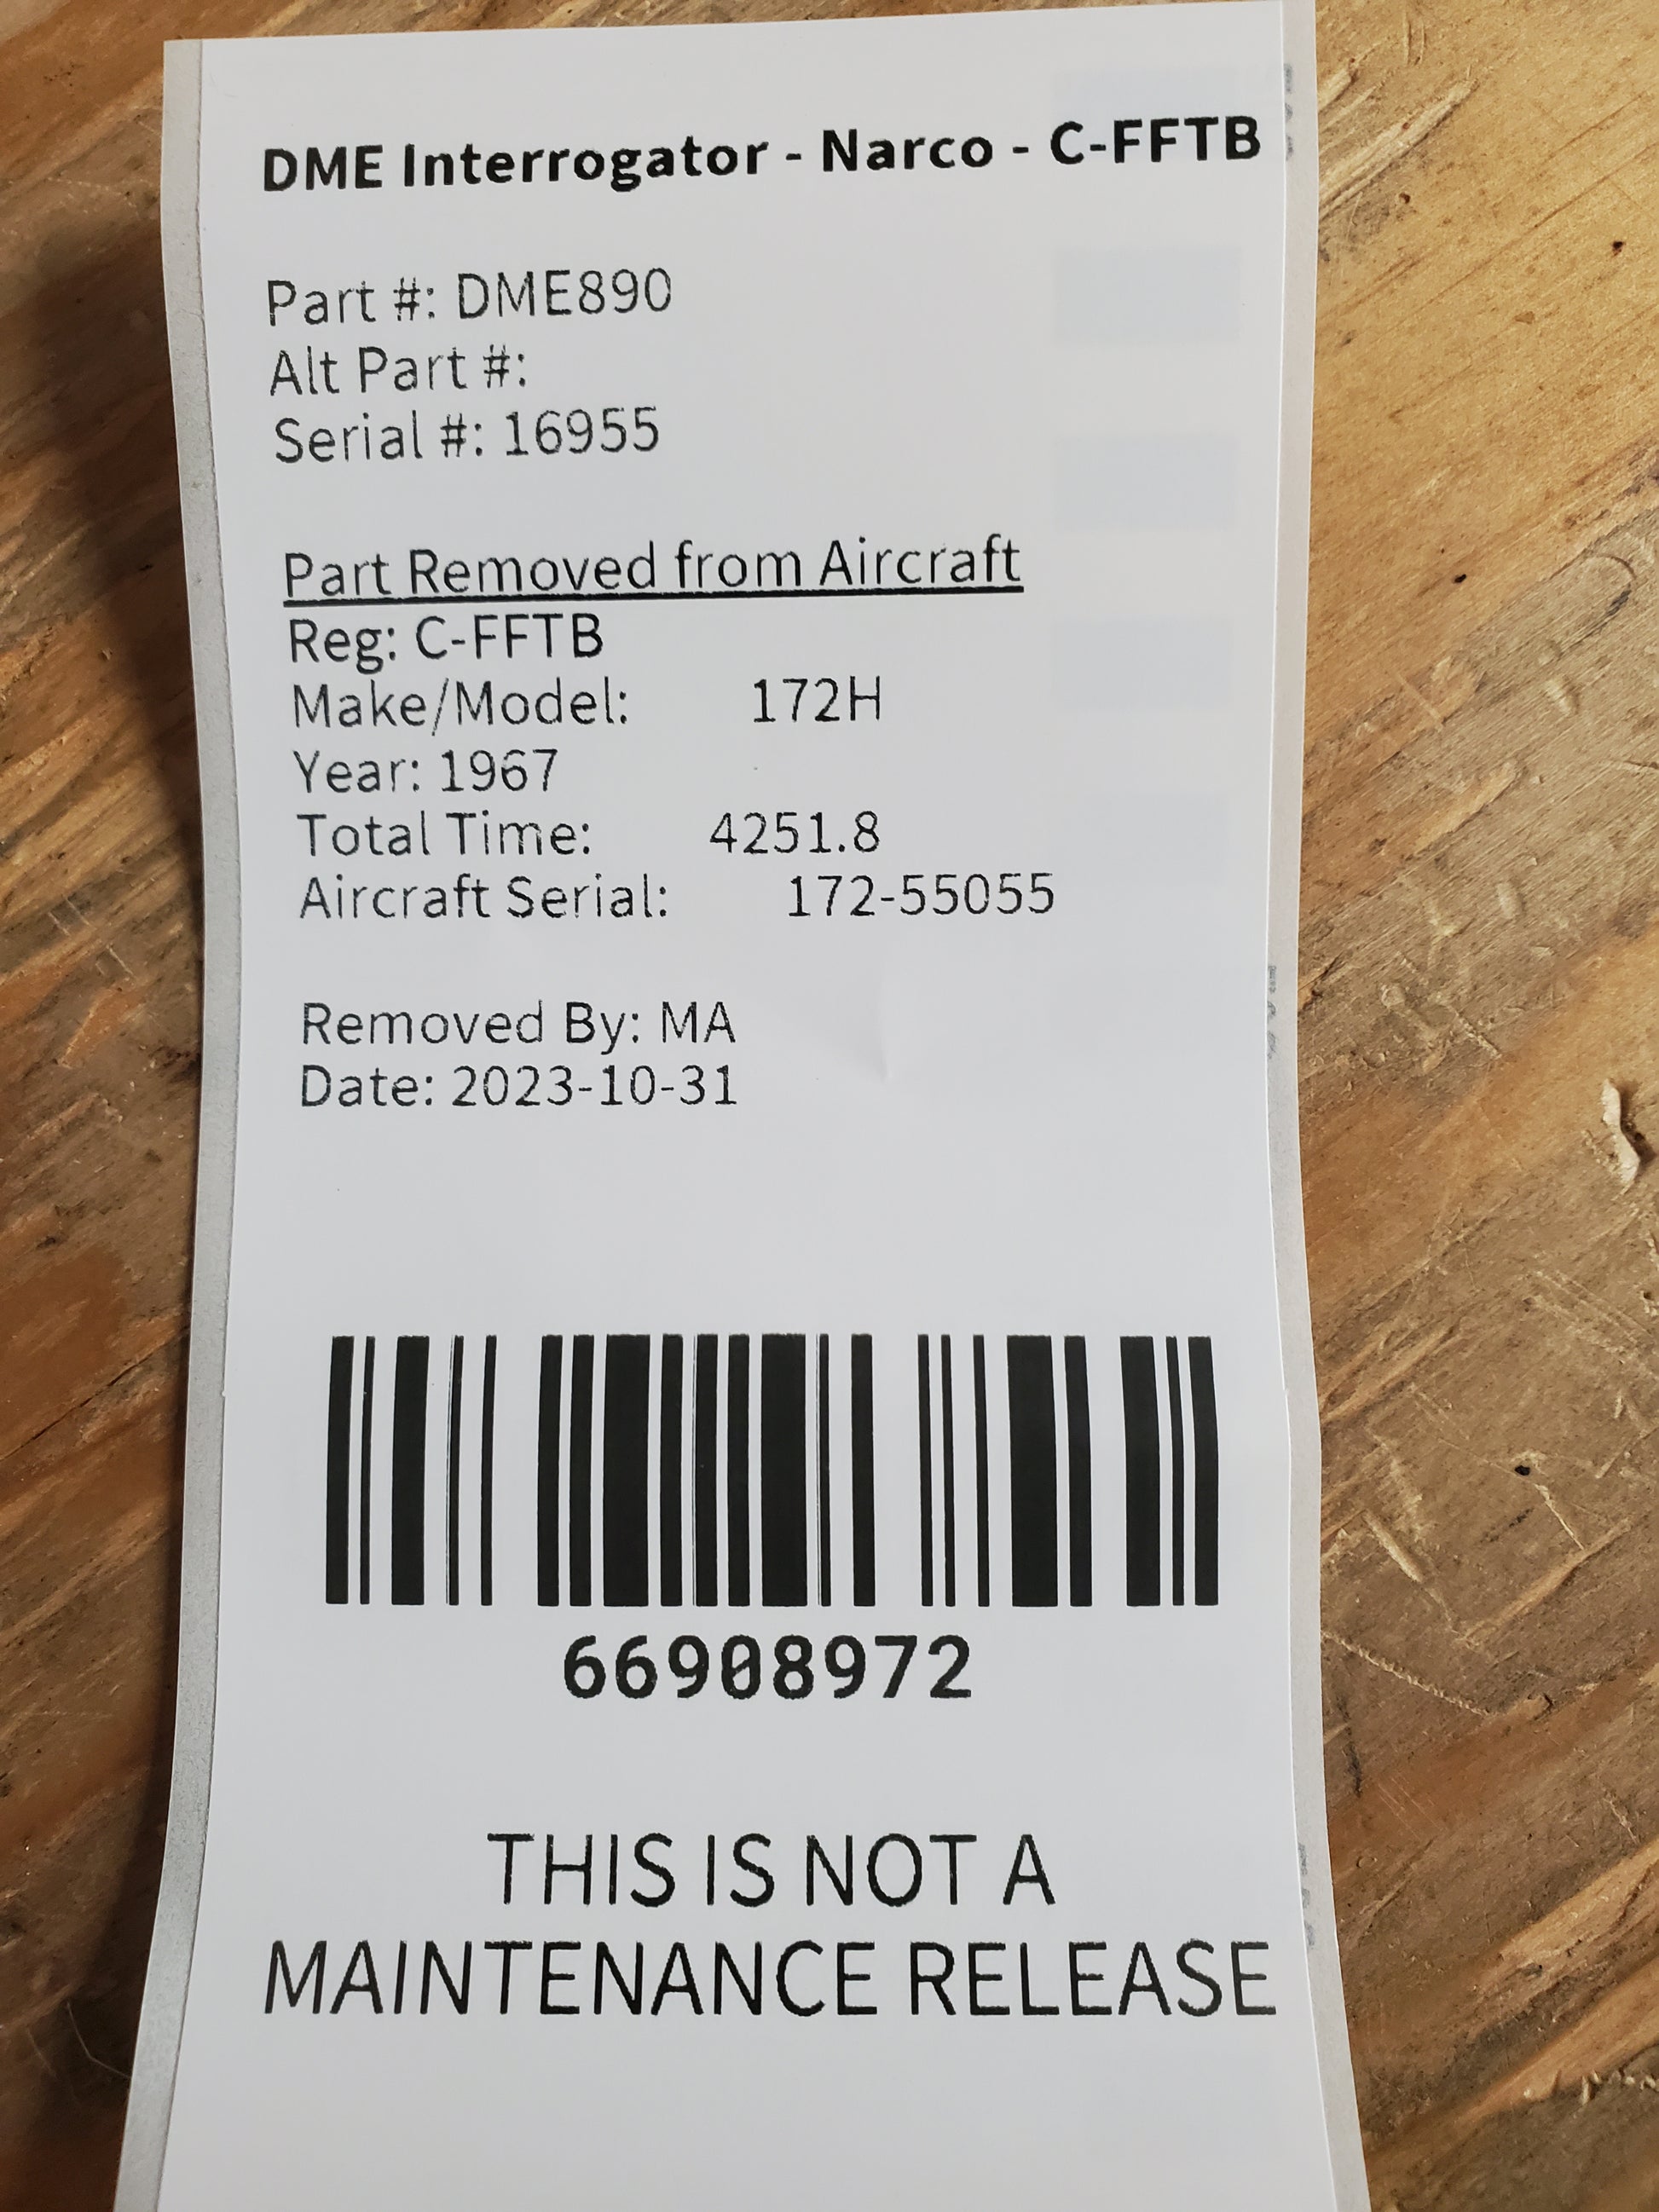 DME Interrogator - Narco - C-FFTB
Part #: DME890
Alt Part #:
Serial #: 16955
Part Removed from Aircraft
Reg: C-FFTB
Make/Model: 172H
Year: 1967
Total Time: 4251.8
Aircraft Serial: 172-55055
Removed By: MA
Date: 2023-10-31
66908972
THIS IS NOT A
MAINTENANCE RELEASE